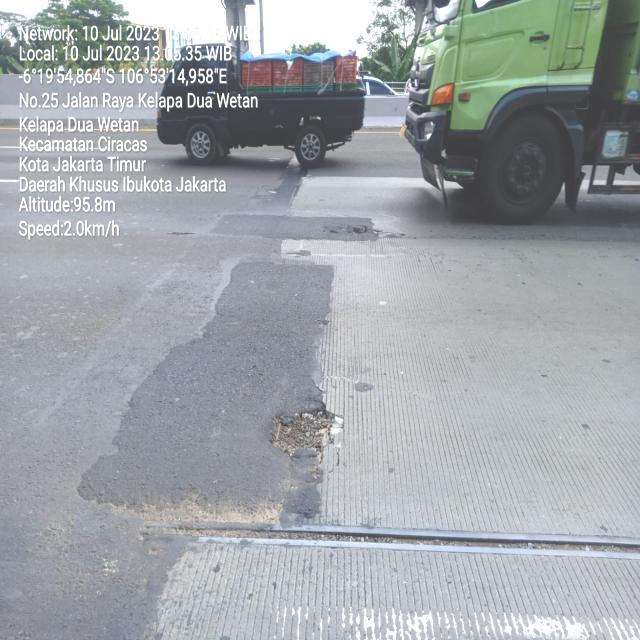 Network: 10 Jul 2023 WIB
Local: 10 Jul 2023 13:05:35 WIB
-6°19'54,864"S 106°53'14,958"E
No.25 Jalan Raya Kelapa Dua Wetan
Kelapa Dua Wetan
Kecamatan Ciracas
Kota Jakarta Timur
Daerah Khusus Ibukota Jakarta
Altitude:95.8m
Speed:2.0km/h